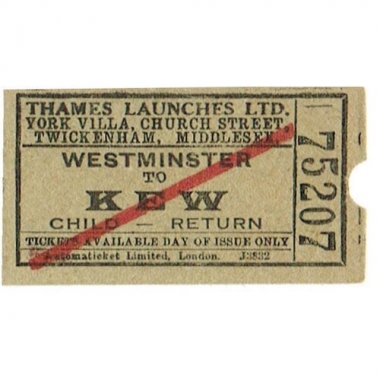 THAMES LAUNCHES LTD.
YORK VILLA, CHURCH STREET,
TWICKENHAM, MIDDLESEX.
WESTMINSTER
TO
KEW
CHILD — RETURN
TICKETS AVAILABLE DAY OF ISSUE ONLY
Automaticket Limited, London. J3832
75207